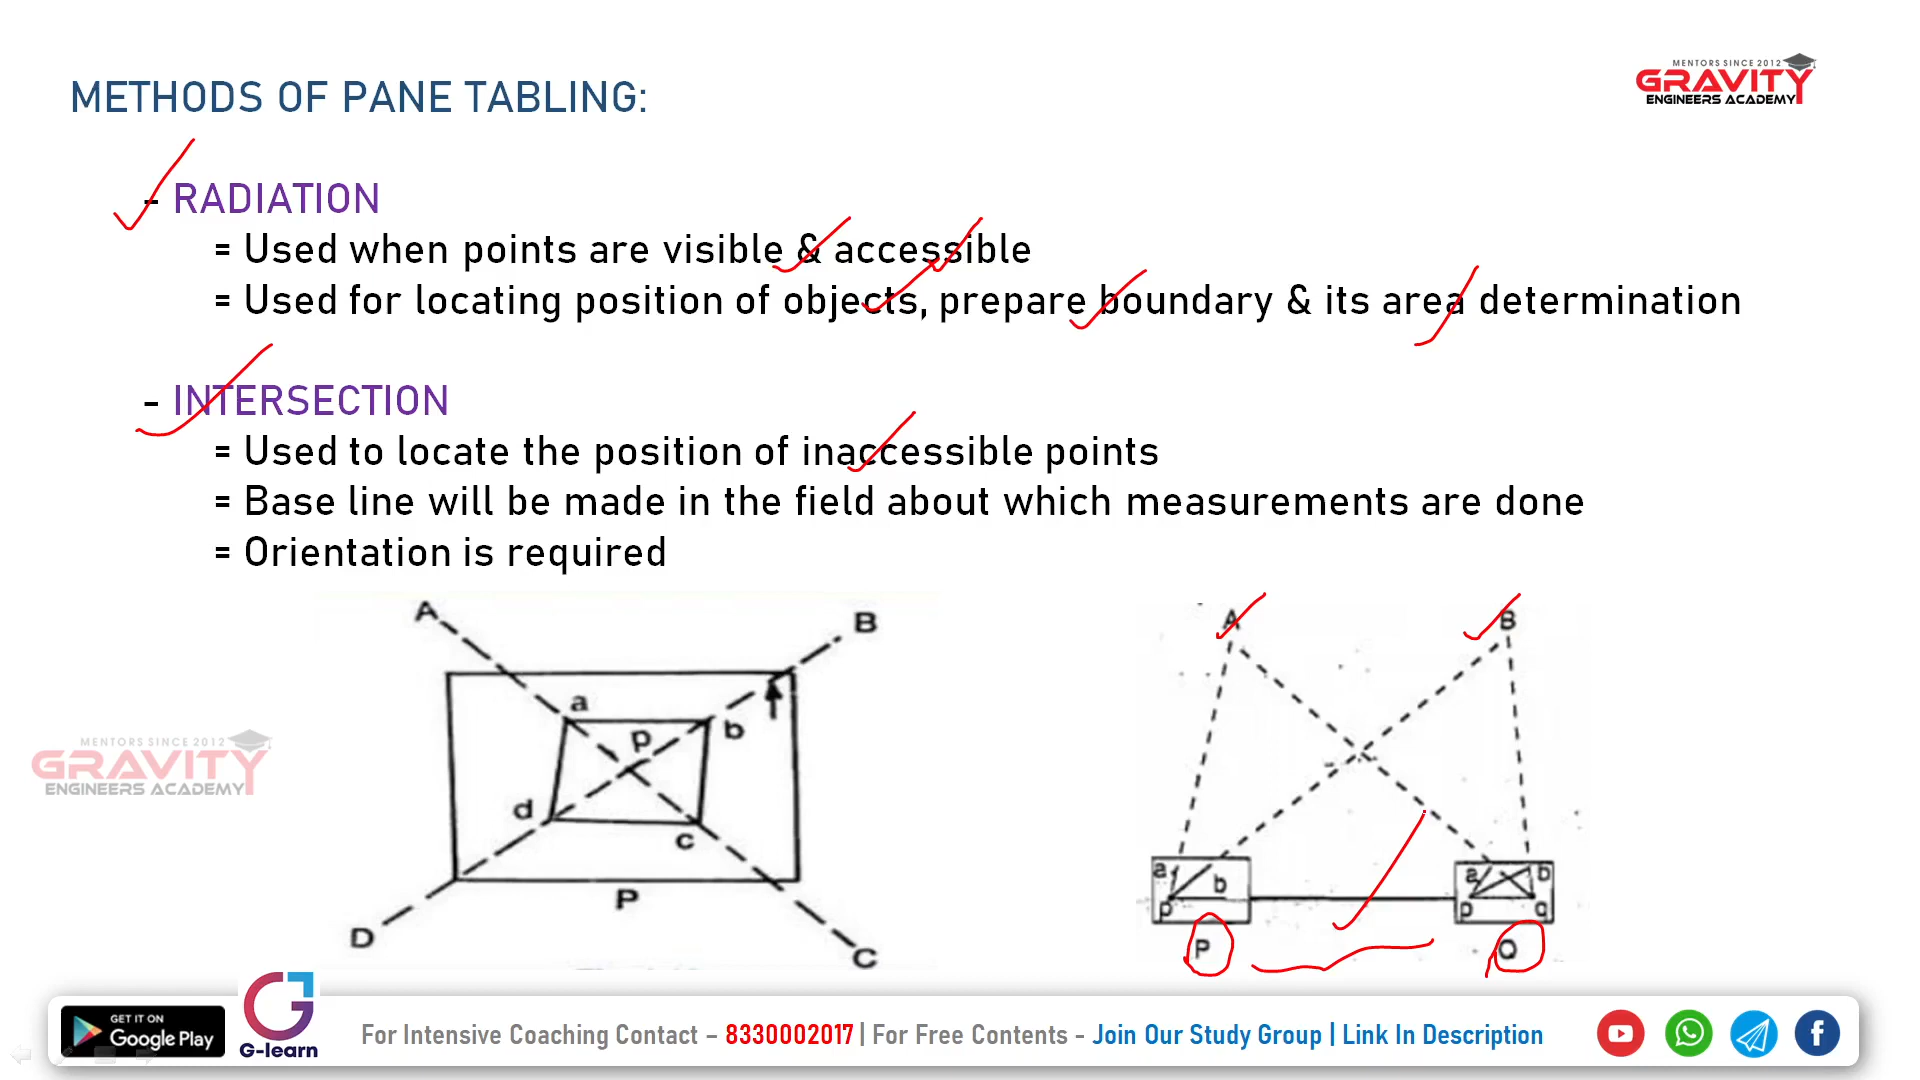 METHODS OF PANE TABLING:
MENTORS SINCE 2012
GRAVITY
ENGINEERS ACADEMY
- RADIATION
= Used when points are visible & accessible
= Used for locating position of objects, prepare boundary & its area determination
- INTERSECTION
= Used to locate the position of inaccessible points
= Base line will be made in the field about which measurements are done
= Orientation is required
A
B
a
b
p
d
c
P
D
C
A
B
a
b
p
a
b
p
q
P
Q
MENTORS SINCE 2012
GRAVITY
ENGINEERS ACADEMY
GET IT ON
Google Play
G-learn
For Intensive Coaching Contact – 8330002017 | For Free Contents - Join Our Study Group | Link In Description